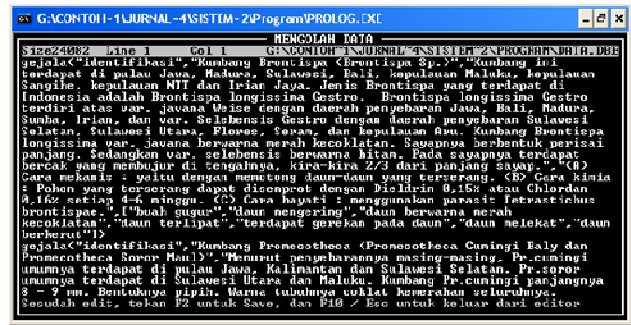 G:\CONTOH~1\JURNAL~4\SISTEM~2\Program\PROLOG.EXE
MENGOLAH DATA
Size24082 Line 1 Col 1 G:\CONTOH~1\JURNAL~4\SISTEM~2\PROGRAM\DATA.DBE
gejala("identifikasi","Kumbang Brontispa (Brontispa Sp.)","Kumbang ini
terdapat di pulau Jawa, Madura, Sulawesi, Bali, kepulauan Maluku, kepulauan
Sangihe. kepulauan NTT dan Irian Jaya. Jenis Brontispa yang terdapat di
Indonesia adalah Brontispa longissima Gestro. Brontispa longissima Gestro
terdiri atas var. javana Weise dengan daerah penyebaran Jawa, Bali, Madura,
Sumba, Irian, dan var. Selebensis Gestro dengan daerah penyebaran Sulawesi
Selatan, Sulawesi Utara, Flores, Seram, dan kepulauan Aru. Kumbang Brontispa
longissima var. javana berwarna merah kecoklatan. Sayapnya berbentuk persisi
panjang. Sedangkan var. selebensis berwarna hitam. Pada sayapnya terdapat
bercak yang membujur di tengahnya, kira-kira 2/3 dari panjang sayap.","(A)
Cara mekanis : yaitu dengan memotong daun-daun yang terserang. (B) Cara kimia
: Pohon yang terserang dapat disemprot dengan Dieldrin 0,15% atau Chlordan
0,16% setiap 4-6 minggu. (C) Cara hayati : menggunakan parasit Tetrastichus
brontispae.",["buah gugur","daun mengering","daun berwarna merah
kecoklatan","daun terlipat","terdapat gerekan pada daun","daun melekat","daun
berkerut"])
gejala("identifikasi","Kumbang Promecotheca (Promecotheca Cumingi Baly dan
Promecotheca Soror Maul)","Menurut penyebarannya masing-masing, Pr.cumingi
umumnya terdapat di pulau Jawa, Kalimantan dan Sulawesi Selatan. Pr.soror
umumnya terdapat di Sulawesi Utara dan Maluku. Kumbang Pr.cumingi panjangnya
8 - 9 mm. Bentuknya pipih. Warna tubuhnya coklat kemerahan seluruhnya.
Sesudah edit, tekan F2 untuk Save, dan F10 / Esc untuk keluar dari editor